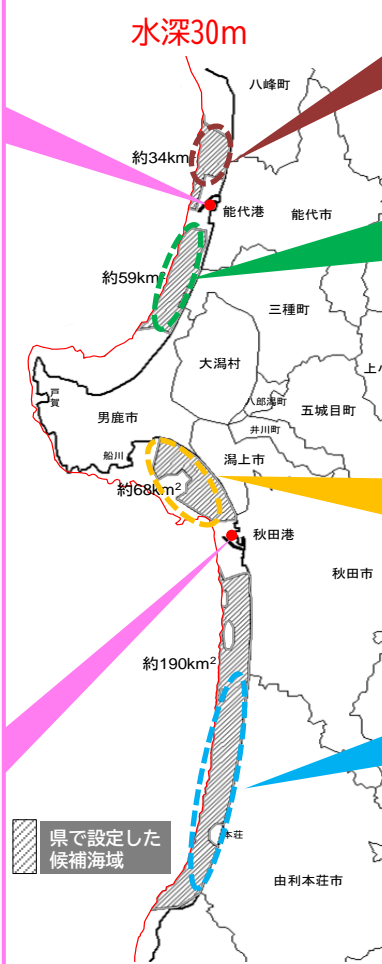 水深30m
八峰町
約34km
能代港
能代市
約59km
三種町
大潟村
上小
八郎潟町
五城目町
戸賀
男鹿市
井川町
船川
潟上市
約68km²
秋田港
秋田市
約190km²
県で設定した
候補海域
本荘
由利本荘市